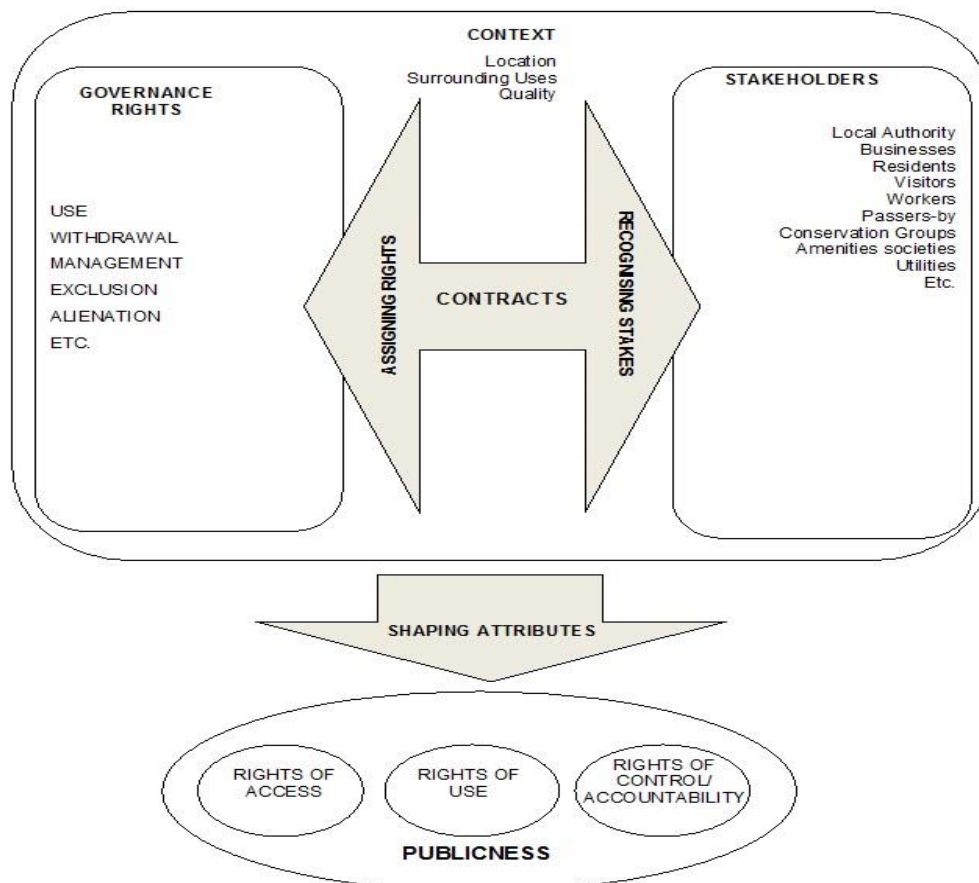 CONTEXT
Location
Surrounding Uses
Quality
GOVERNANCE
RIGHTS
USE
WITHDRAWAL
MANAGEMENT
EXCLUSION
ALIENATION
ETC.
ASSIGNING RIGHTS
CONTRACTS
RECOGNISING STAKES
STAKEHOLDERS
Local Authority
Businesses
Residents
Visitors
Workers
Passers-by
Conservation Groups
Amenities societies
Utilities
Etc.
SHAPING ATTRIBUTES
RIGHTS OF
ACCESS
RIGHTS OF
USE
RIGHTS OF
CONTROL/
ACCOUNTABILITY
PUBLICNESS